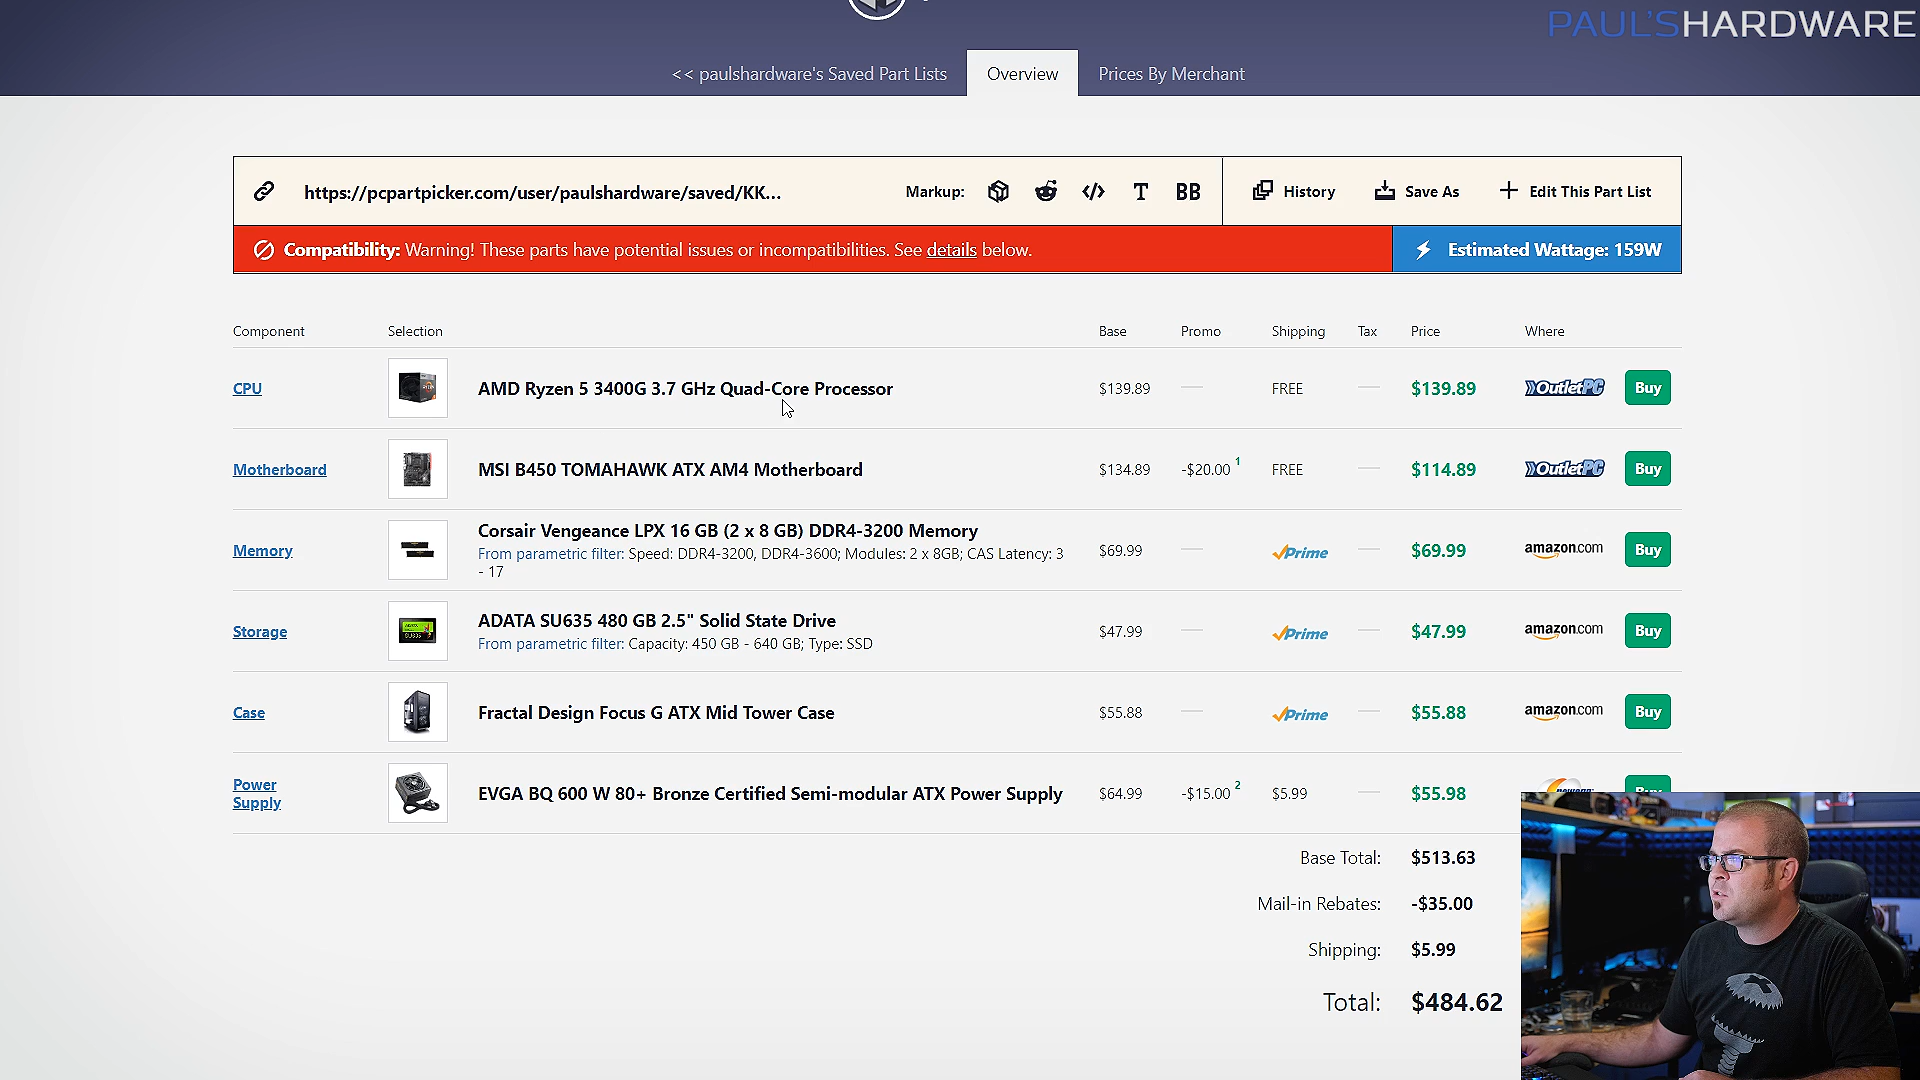 PAUL'SHARDWARE
<< paulshardware's Saved Part Lists
Overview
Prices By Merchant
https://pcpartpicker.com/user/paulshardware/saved/KK...
Markup:
T
BB
History
Save As
Edit This Part List
Compatibility: Warning! These parts have potential issues or incompatibilities. See details below.
Estimated Wattage: 159W
Component Selection Base Promo Shipping Tax Price Where
CPU AMD Ryzen 5 3400G 3.7 GHz Quad-Core Processor $139.89 — FREE — $139.89 OutletPC Buy
Motherboard MSI B450 TOMAHAWK ATX AM4 Motherboard $134.89 -$20.00 1 FREE — $114.89 OutletPC Buy
Corsair Vengeance LPX 16 GB (2 x 8 GB) DDR4-3200 Memory
Memory From parametric filter: Speed: DDR4-3200, DDR4-3600; Modules: 2 x 8GB; CAS Latency: 3 $69.99 — Prime — $69.99 amazon.com Buy
- 17
ADATA SU635 480 GB 2.5" Solid State Drive
Storage $47.99 — Prime — $47.99 amazon.com Buy
From parametric filter: Capacity: 450 GB - 640 GB; Type: SSD
Case Fractal Design Focus G ATX Mid Tower Case $55.88 — Prime — $55.88 amazon.com Buy
Power
Supply
EVGA BQ 600 W 80+ Bronze Certified Semi-modular ATX Power Supply $64.99 -$15.00 2 $5.99 — $55.98
Base Total: $513.63
Mail-in Rebates: -$35.00
Shipping: $5.99
Total: $484.62